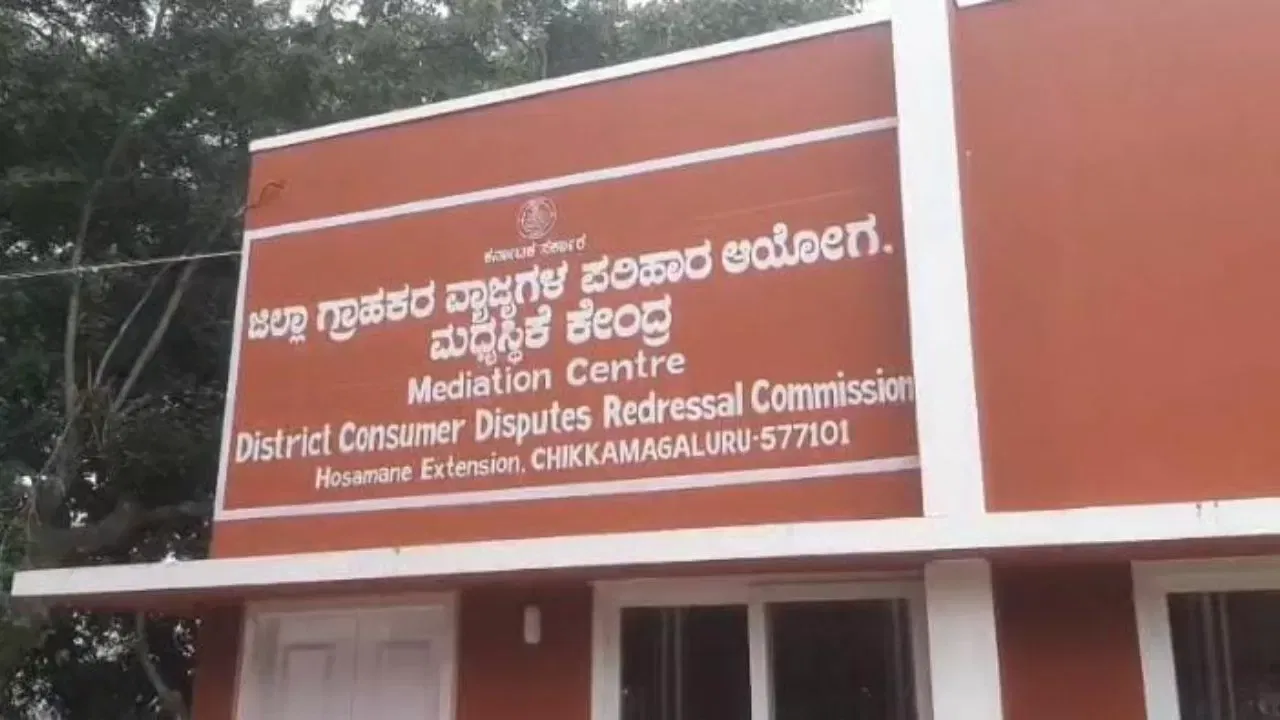 ಕರ್ನಾಟಕ ಸರ್ಕಾರ
ಜಿಲ್ಲಾ ಗ್ರಾಹಕರ ವ್ಯಾಜ್ಯಗಳ ಪರಿಹಾರ ಆಯೋಗ.
ಮಧ್ಯಸ್ಥಿಕೆ ಕೇಂದ್ರ
Mediation Centre
District Consumer Disputes Redressal Commission
Hosamane Extension, CHIKKAMAGALURU-577101